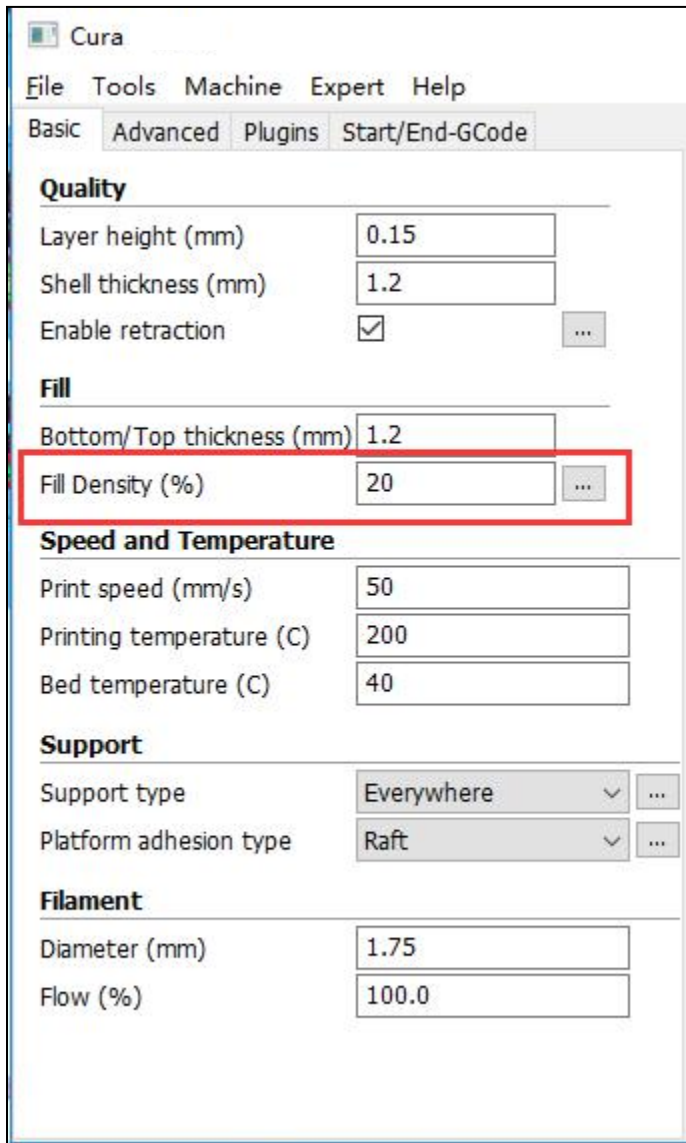 Cura
File Tools Machine Expert Help
Basic Advanced Plugins Start/End-GCode
Quality
Layer height (mm) 0.15
Shell thickness (mm) 1.2
Enable retraction ...
Fill
Bottom/Top thickness (mm) 1.2
Fill Density (%) 20 ...
Speed and Temperature
Print speed (mm/s) 50
Printing temperature (C) 200
Bed temperature (C) 40
Support
Support type Everywhere ...
Platform adhesion type Raft ...
Filament
Diameter (mm) 1.75
Flow (%) 100.0